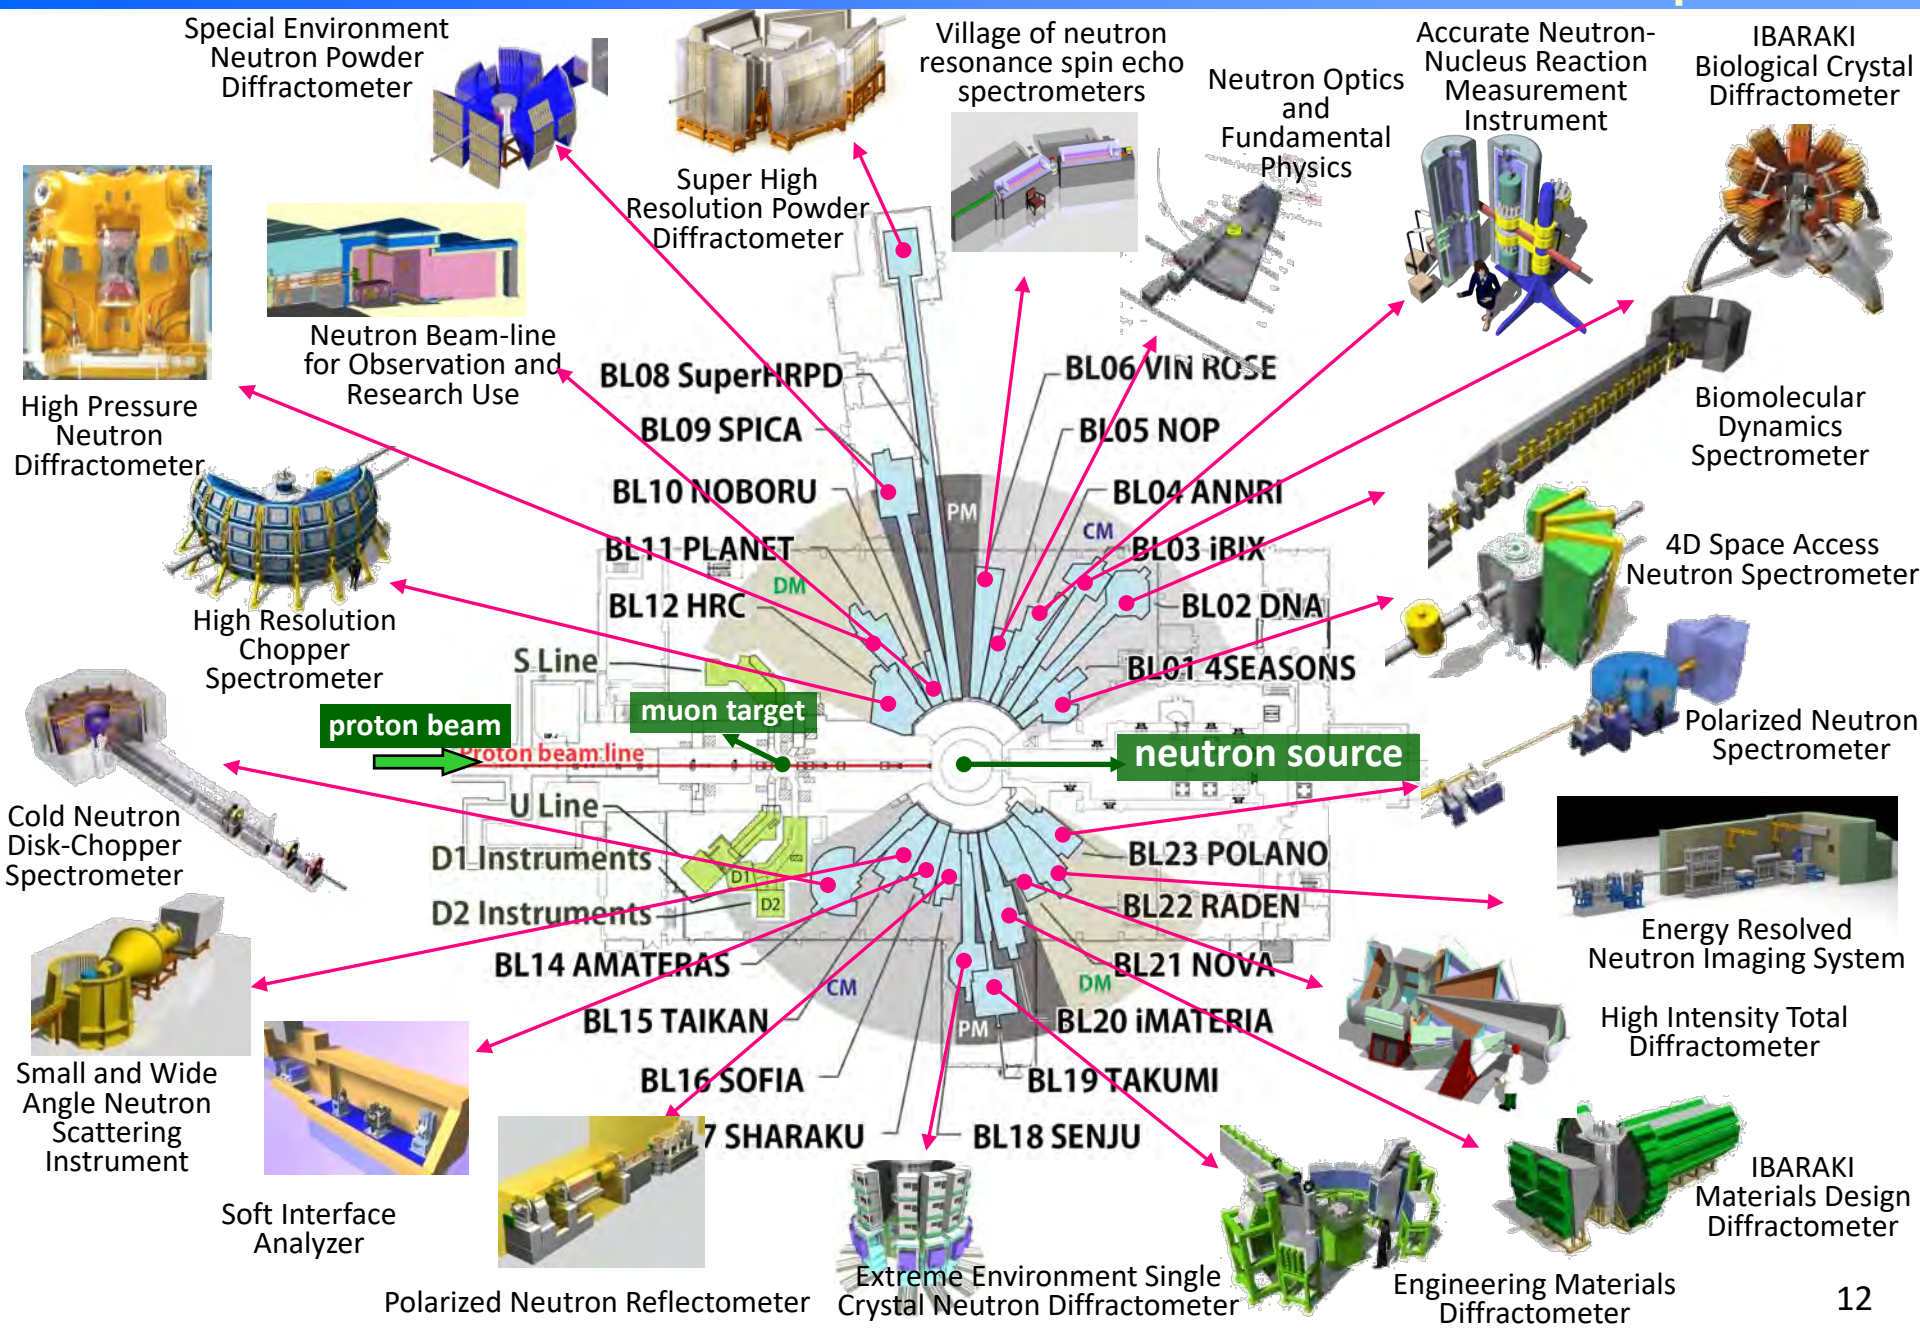 Special Environment
Neutron Powder
Diffractometer
Super High
Resolution Powder
Diffractometer
Village of neutron
resonance spin echo
spectrometers
Neutron Optics
and
Fundamental
Physics
Accurate Neutron-
Nucleus Reaction
Measurement
Instrument
IBARAKI
Biological Crystal
Diffractometer
High Pressure
Neutron
Diffractometer
Neutron Beam-line
for Observation and
Research Use
BL08 SuperHRPD
BL09 SPICA
BL10 NOBORU
BL11 PLANET
BL12 HRC
BL06 VIN ROSE
BL05 NOP
BL04 ANNRI
BL03 iBIX
BL02 DNA
BL01 4SEASONS
PM
CM
DM
Biomolecular
Dynamics
Spectrometer
4D Space Access
Neutron Spectrometer
High Resolution
Chopper
Spectrometer
S Line
muon target
proton beam
Proton beam line
neutron source
Polarized Neutron
Spectrometer
U Line
D1 Instruments
D1
D2 Instruments
D2
Cold Neutron
Disk-Chopper
Spectrometer
BL23 POLANO
BL22 RADEN
BL21 NOVA
BL20 iMATERIA
BL19 TAKUMI
BL18 SENJU
7 SHARAKU
BL16 SOFIA
BL15 TAIKAN
BL14 AMATERAS
CM
DM
PM
Energy Resolved
Neutron Imaging System
High Intensity Total
Diffractometer
Small and Wide
Angle Neutron
Scattering
Instrument
Soft Interface
Analyzer
Polarized Neutron Reflectometer
Extreme Environment Single
Crystal Neutron Diffractometer
Engineering Materials
Diffractometer
IBARAKI
Materials Design
Diffractometer
12